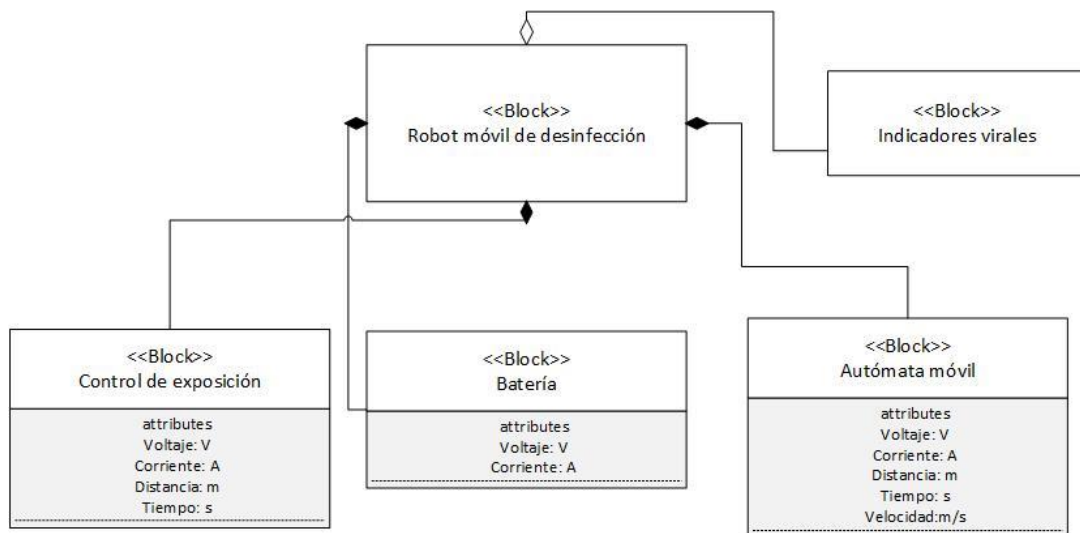 <<Block>>
Robot móvil de desinfección
<<Block>>
Indicadores virales
<<Block>>
Control de exposición
attributes
Voltaje: V
Corriente: A
Distancia: m
Tiempo: s
<<Block>>
Batería
attributes
Voltaje: V
Corriente: A
<<Block>>
Autómata móvil
attributes
Voltaje: V
Corriente: A
Distancia: m
Tiempo: s
Velocidad:m/s